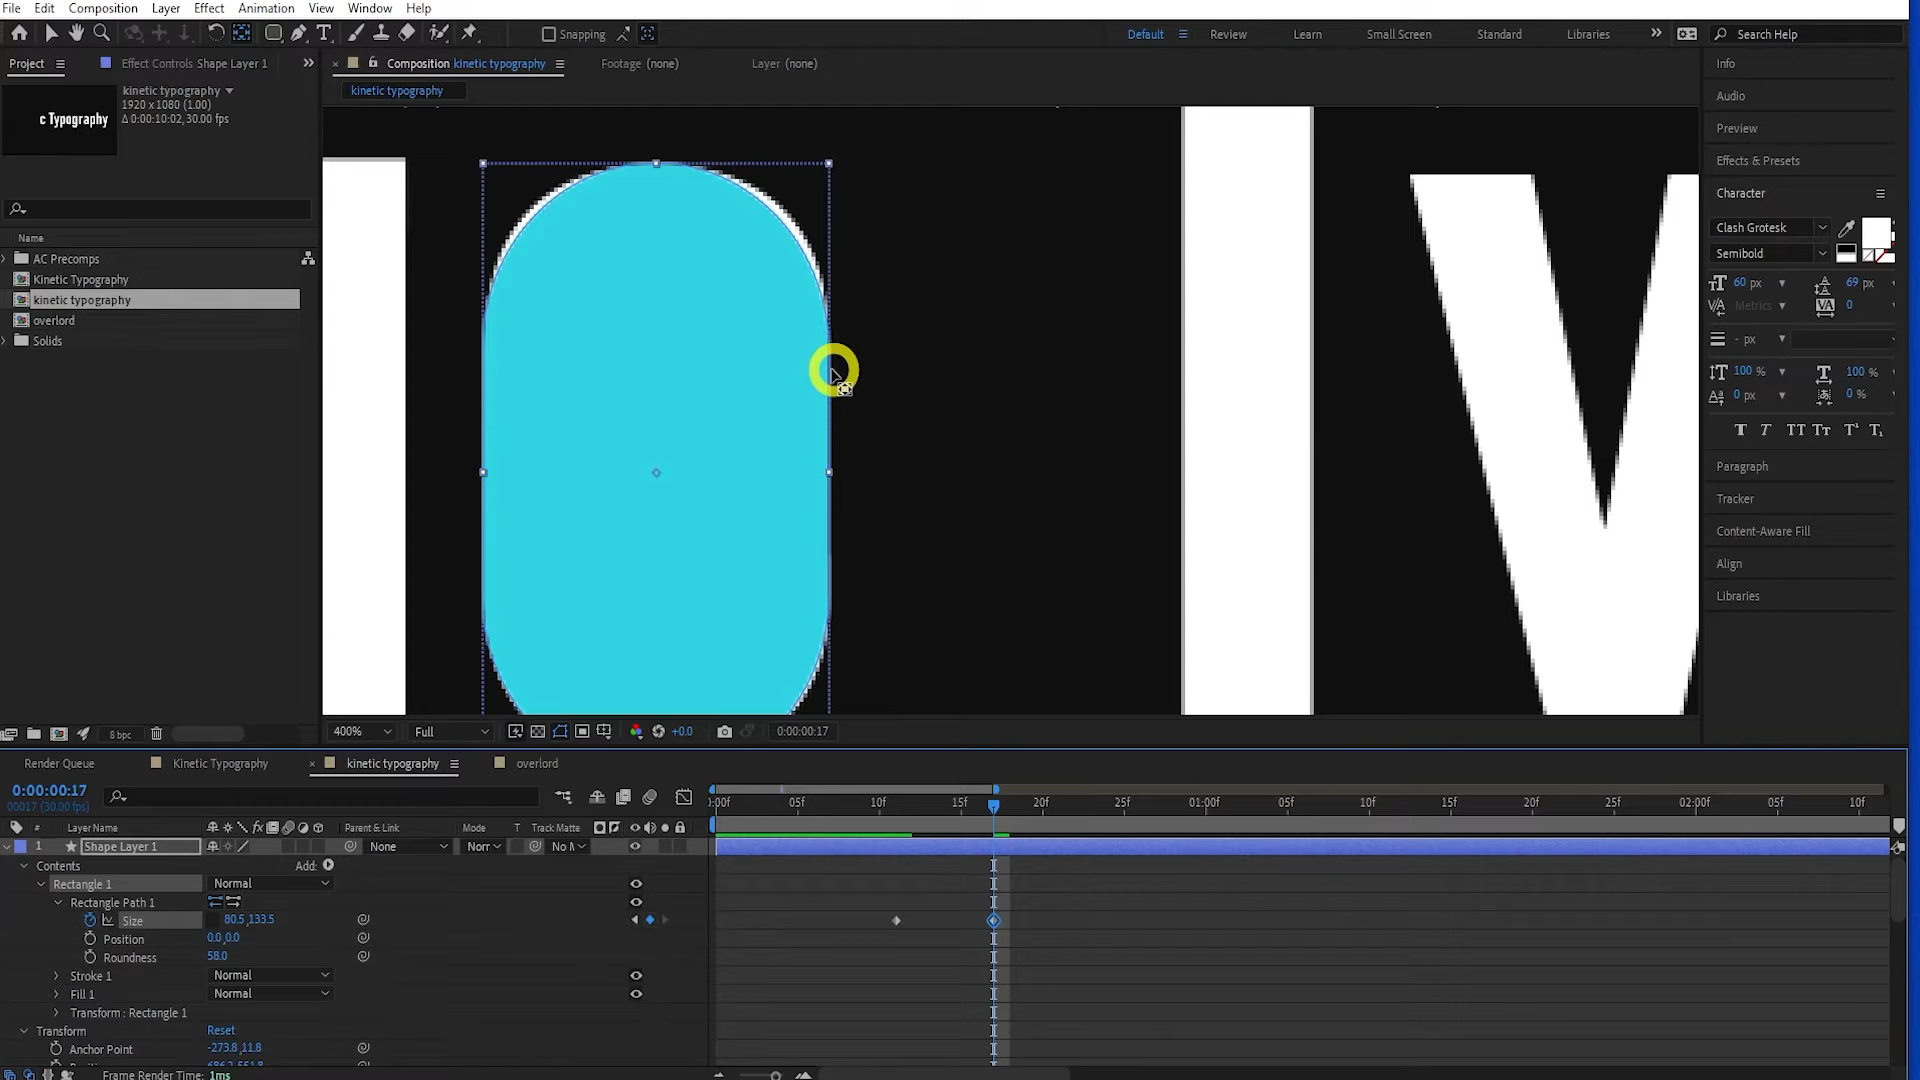 File Edit Composition Layer Effect Animation View Window Help
Snapping Default Review Learn Small Screen Standard Libraries Search Help
Project Effect Controls Shape Layer 1 Composition kinetic typography Footage (none) Layer (none)
kinetic typography
kinetic typography
1920 x 1080 (1.00)
Δ 0:00:10:02, 30.00 fps
c Typography
Name
AC Precomps
Kinetic Typography
kinetic typography
overlord
Solids
Info
Audio
Preview
Effects & Presets
Character
Clash Grotesk
Semibold
60 px 69 px
Metrics 0
- px
100 % 100 %
0 px 0 %
T T TT Tт T¹ T₁
Paragraph
Tracker
Content-Aware Fill
Align
Libraries
8 bpc 400% Full +0.0 0:00:00:17
Render Queue Kinetic Typography kinetic typography overlord
0:00:00:17
00017 (30.00 fps)
:00f 05f 10f 15f 20f 25f 01:00f 05f 10f 15f 20f 25f 02:00f 05f 10f
# Layer Name Parent & Link Mode T Track Matte
1 Shape Layer 1 None Norr No M
Contents Add:
Rectangle 1 Normal
Rectangle Path 1
Size 80.5,133.5
Position 0.0,0.0
Roundness 58.0
Stroke 1 Normal
Fill 1 Normal
Transform : Rectangle 1
Transform Reset
Anchor Point -273.8,11.8
Frame Render Time: 1ms